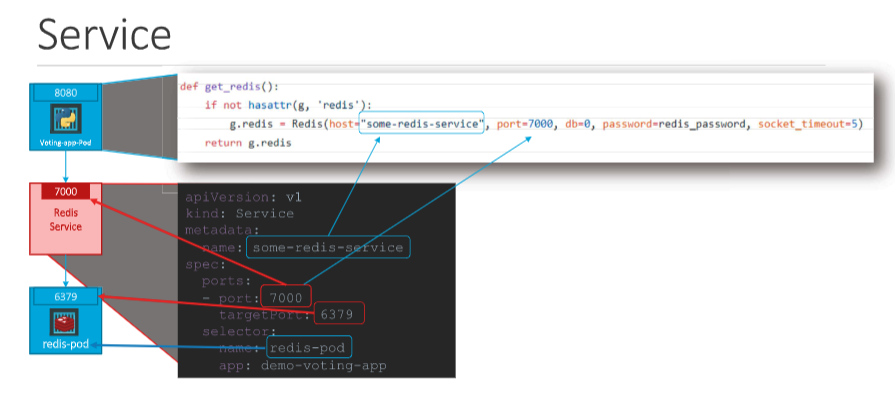 Service
8080
Voting-app-Pod
def get_redis():
if not hasattr(g, 'redis'):
g.redis = Redis(host="some-redis-service", port=7000, db=0, password=redis_password, socket_timeout=5)
return g.redis
7000
Redis
Service
6379
redis-pod
apiVersion: v1
kind: Service
metadata:
name: some-redis-service
spec:
ports:
- port: 7000
targetPort: 6379
selector:
name: redis-pod
app: demo-voting-app